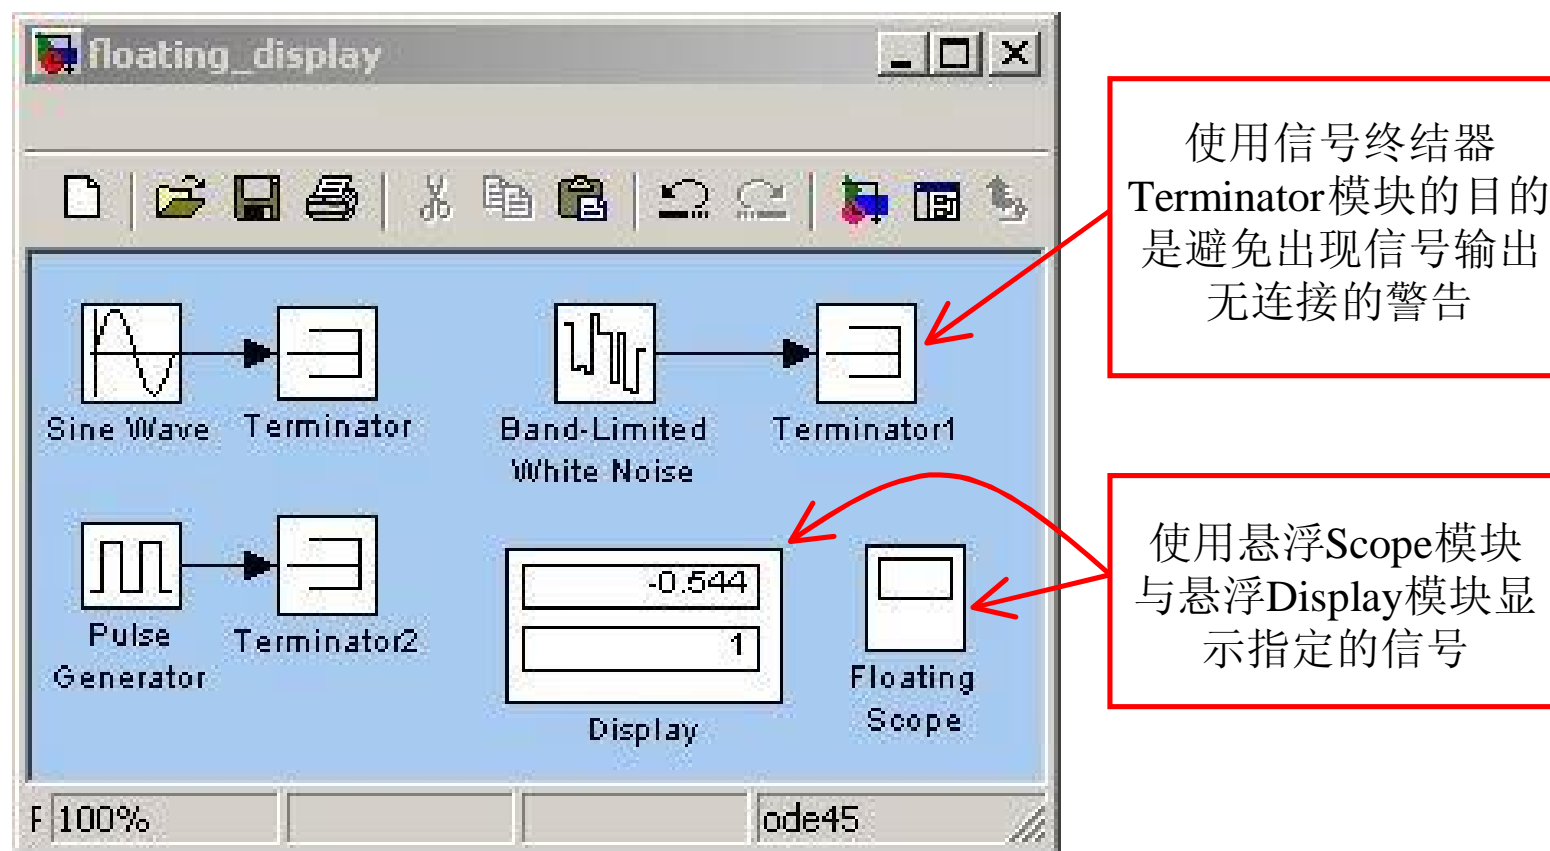 floating_display
使用信号终结器
Terminator模块的目的
是避免出现信号输出
无连接的警告
Sine Wave
Terminator
Band-Limited
White Noise
Terminator1
Pulse
Generator
Terminator2
-0.544
1
Display
Floating
Scope
使用悬浮Scope模块
与悬浮Display模块显
示指定的信号
F 100%
ode45